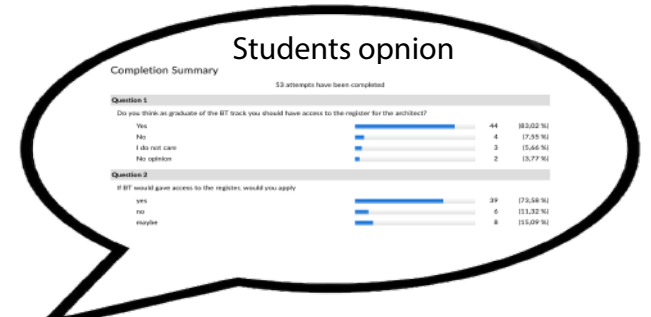 Students opnion
Completion Summary
53 attempts have been completed
Question 1
Do you think as graduate of the BT track you should have access to the register for the architect?
Yes 44 (83,02 %)
No 4 (7,55 %)
I do not care 3 (5,66 %)
No opinion 2 (3,77 %)
Question 2
If BT would gave access to the register, would you apply
yes 39 (73,58 %)
no 6 (11,32 %)
maybe 8 (15,09 %)